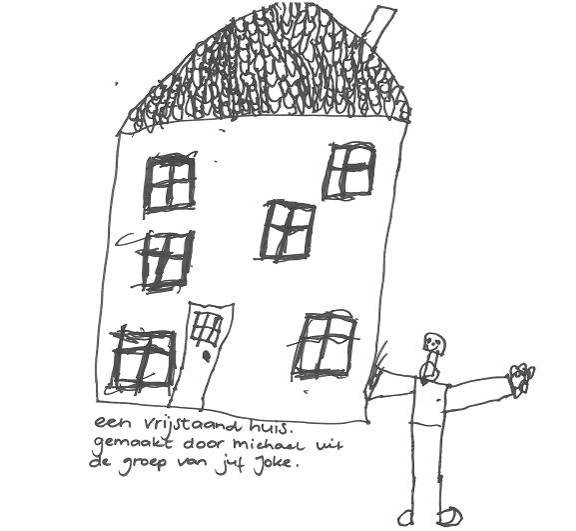 een vrijstaand huis.
gemaakt door michael uit
de groep van juf Joke.